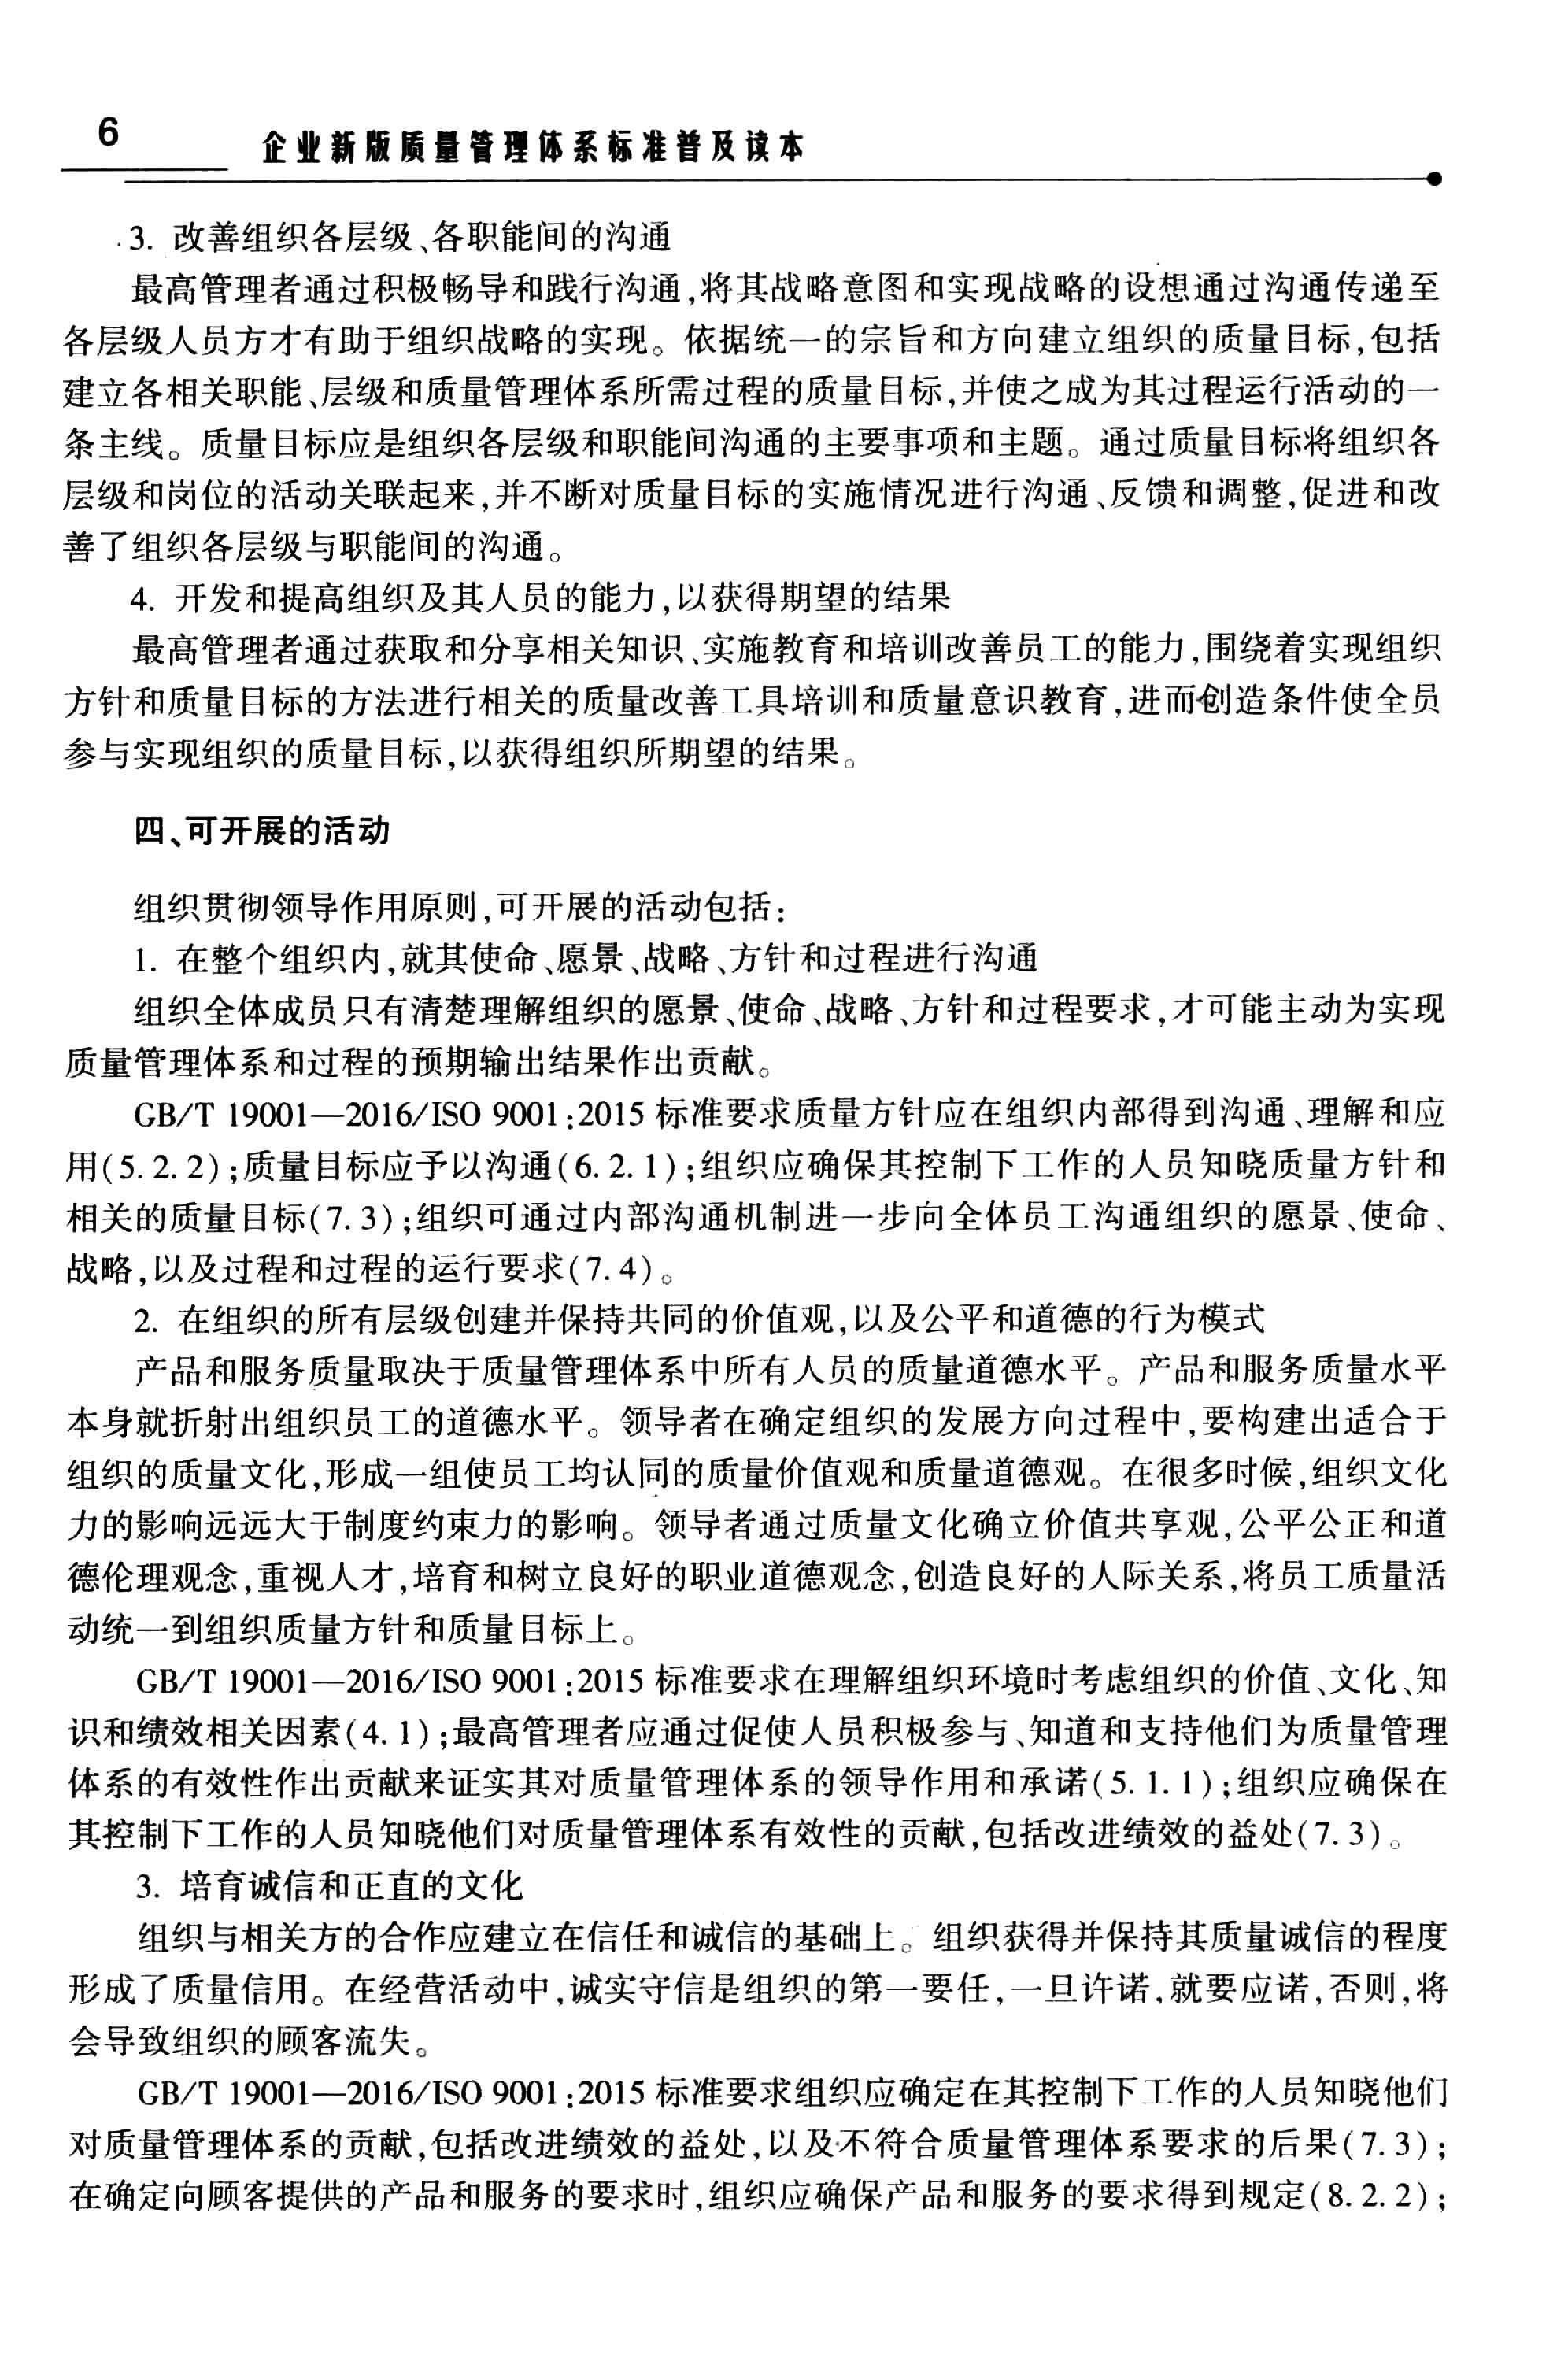 6
企业新版质量管理体系标准普及读本
3. 改善组织各层级、各职能间的沟通
最高管理者通过积极畅导和践行沟通,将其战略意图和实现战略的设想通过沟通传递至
各层级人员方才有助于组织战略的实现。依据统一的宗旨和方向建立组织的质量目标,包括
建立各相关职能、层级和质量管理体系所需过程的质量目标,并使之成为其过程运行活动的一
条主线。质量目标应是组织各层级和职能间沟通的主要事项和主题。通过质量目标将组织各
层级和岗位的活动关联起来,并不断对质量目标的实施情况进行沟通、反馈和调整,促进和改
善了组织各层级与职能间的沟通。
4. 开发和提高组织及其人员的能力,以获得期望的结果
最高管理者通过获取和分享相关知识、实施教育和培训改善员工的能力,围绕着实现组织
方针和质量目标的方法进行相关的质量改善工具培训和质量意识教育,进而创造条件使全员
参与实现组织的质量目标,以获得组织所期望的结果。
四、可开展的活动
组织贯彻领导作用原则,可开展的活动包括:
1. 在整个组织内,就其使命、愿景、战略、方针和过程进行沟通
组织全体成员只有清楚理解组织的愿景、使命、战略、方针和过程要求,才可能主动为实现
质量管理体系和过程的预期输出结果作出贡献。
GB/T 19001—2016/ISO 9001:2015 标准要求质量方针应在组织内部得到沟通、理解和应
用(5.2.2);质量目标应予以沟通(6.2.1);组织应确保其控制下工作的人员知晓质量方针和
相关的质量目标(7.3);组织可通过内部沟通机制进一步向全体员工沟通组织的愿景、使命、
战略,以及过程和过程的运行要求(7.4)。
2. 在组织的所有层级创建并保持共同的价值观,以及公平和道德的行为模式
产品和服务质量取决于质量管理体系中所有人员的质量道德水平。产品和服务质量水平
本身就折射出组织员工的道德水平。领导者在确定组织的发展方向过程中,要构建出适合于
组织的质量文化,形成一组使员工均认同的质量价值观和质量道德观。在很多时候,组织文化
力的影响远远大于制度约束力的影响。领导者通过质量文化确立价值共享观,公平公正和道
德伦理观念,重视人才,培育和树立良好的职业道德观念,创造良好的人际关系,将员工质量活
动统一到组织质量方针和质量目标上。
GB/T 19001—2016/ISO 9001:2015 标准要求在理解组织环境时考虑组织的价值、文化、知
识和绩效相关因素(4.1);最高管理者应通过促使人员积极参与、知道和支持他们为质量管理
体系的有效性作出贡献来证实其对质量管理体系的领导作用和承诺(5.1.1);组织应确保在
其控制下工作的人员知晓他们对质量管理体系有效性的贡献,包括改进绩效的益处(7.3)。
3. 培育诚信和正直的文化
组织与相关方的合作应建立在信任和诚信的基础上。组织获得并保持其质量诚信的程度
形成了质量信用。在经营活动中,诚实守信是组织的第一要任,一旦许诺,就要应诺,否则,将
会导致组织的顾客流失。
GB/T 19001—2016/ISO 9001:2015 标准要求组织应确定在其控制下工作的人员知晓他们
对质量管理体系的贡献,包括改进绩效的益处,以及不符合质量管理体系要求的后果(7.3);
在确定向顾客提供的产品和服务的要求时,组织应确保产品和服务的要求得到规定(8.2.2);